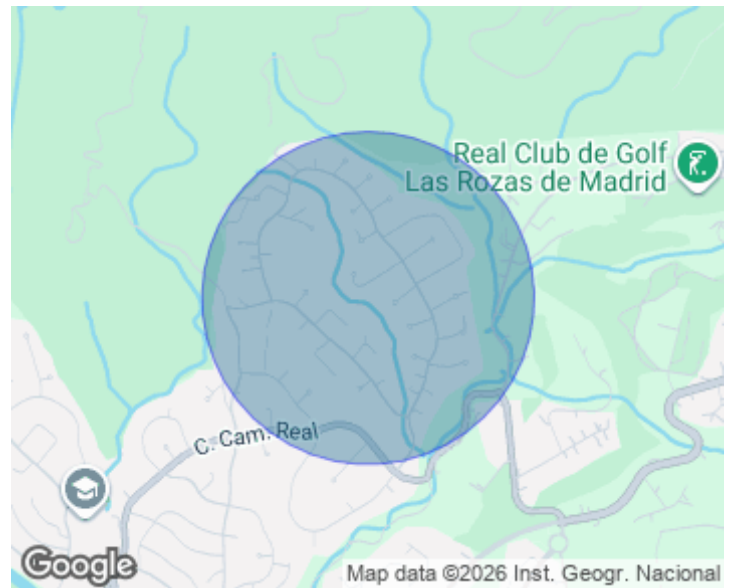 Real Club de Golf
Las Rozas de Madrid
C. Cam. Real
Google
Map data ©2026 Inst. Geogr. Nacional